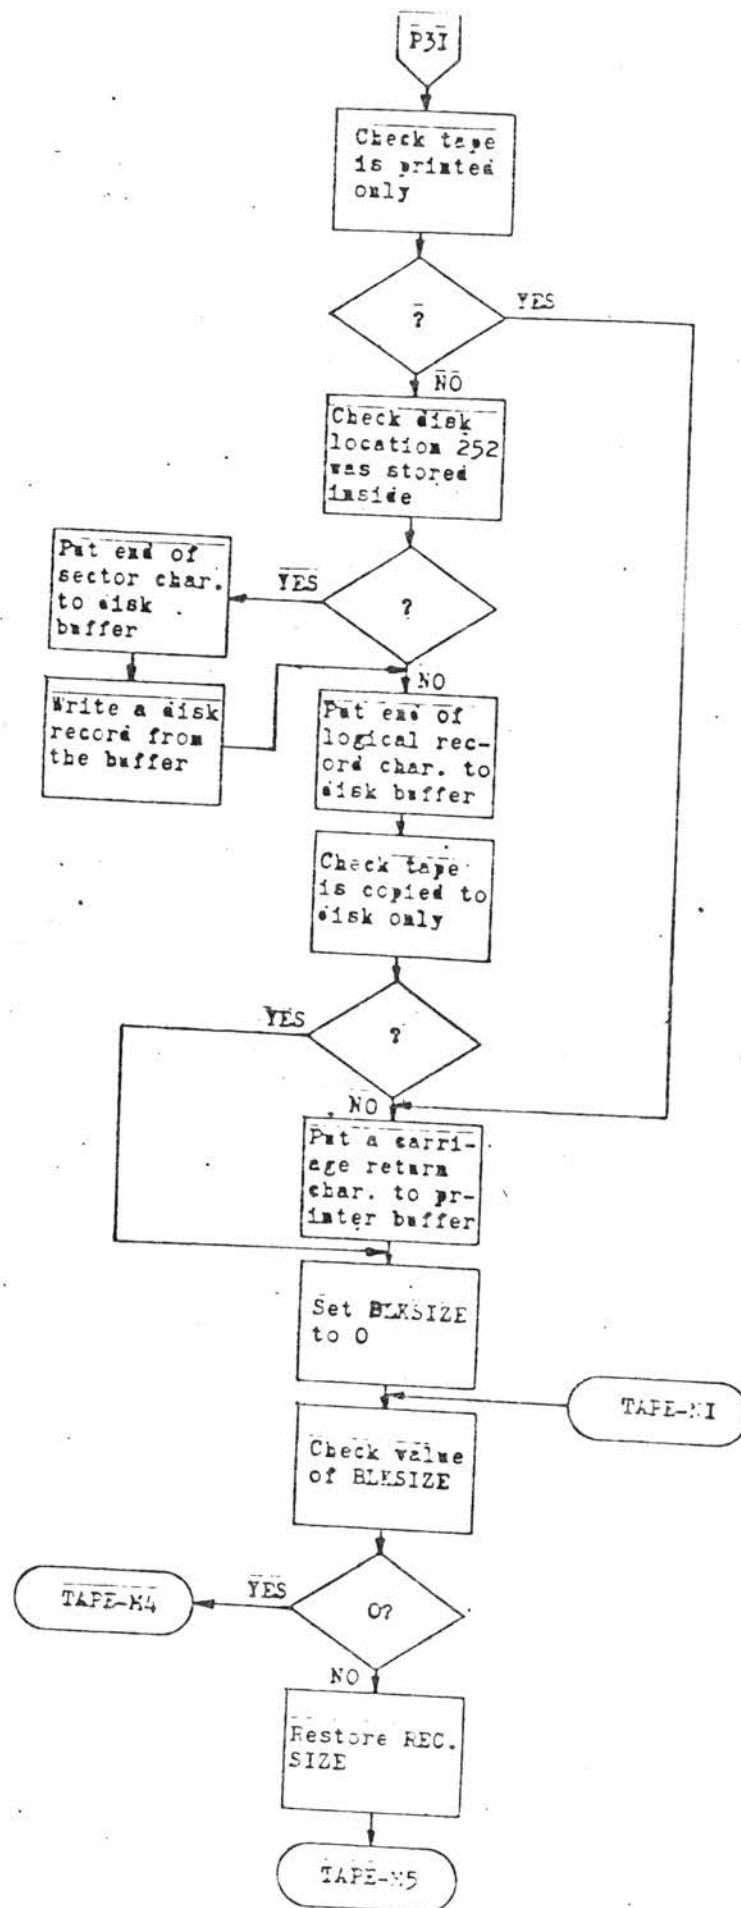 P3I
Check tape
is printed
only
?
YES
NO
Check disk
location 252
was stored
inside
Put end of
sector char.
to disk
buffer
YES
?
NO
Write a disk
record from
the buffer
Put end of
logical rec-
ord char. to
disk buffer
Check tape
is copied to
disk only
YES
?
NO
Put a carri-
age return
char. to pr-
inter buffer
Set BLKSIZE
to 0
TAPE-N1
Check value
of BLKSIZE
TAPE-M4
YES
0?
NO
Restore REC.
SIZE
TAPE-M5